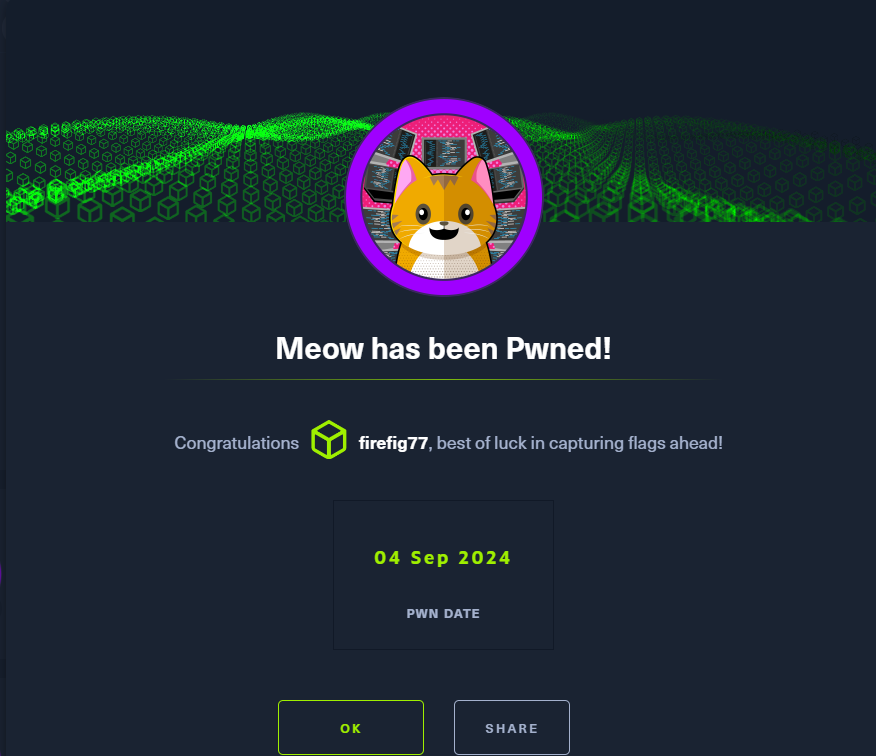 Meow has been Pwned!
Congratulations firefig77, best of luck in capturing flags ahead!
04 Sep 2024
PWN DATE
OK SHARE